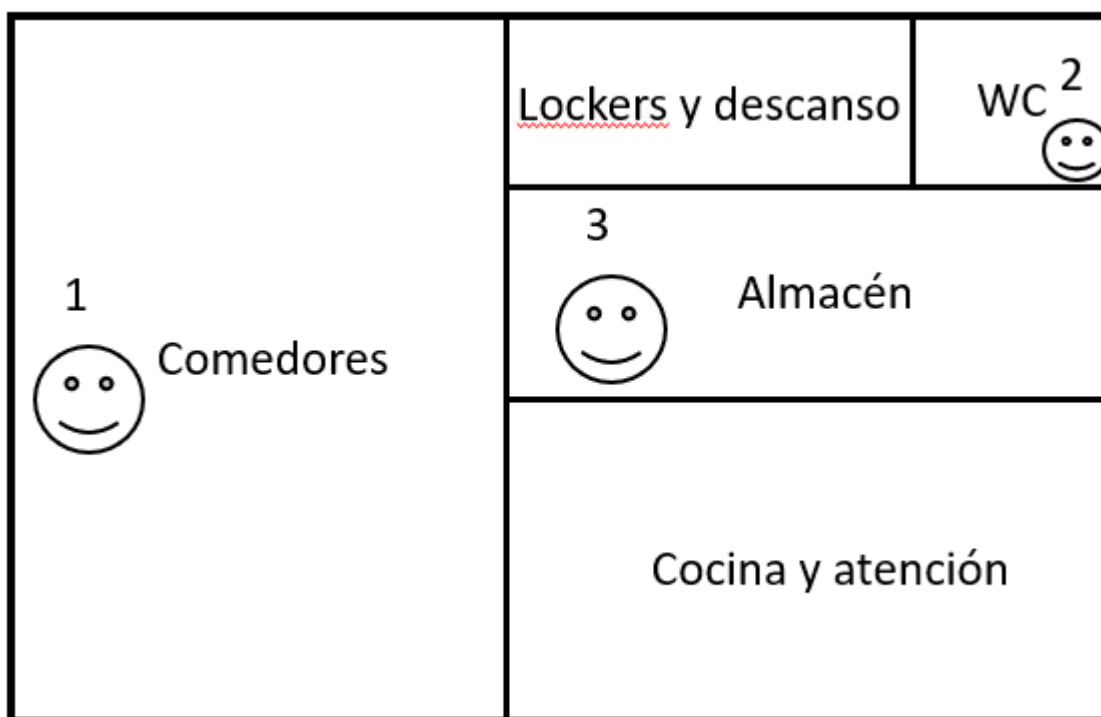 Lockers y descanso
WC
2
3
Almacén
1
Comedores
Cocina y atención